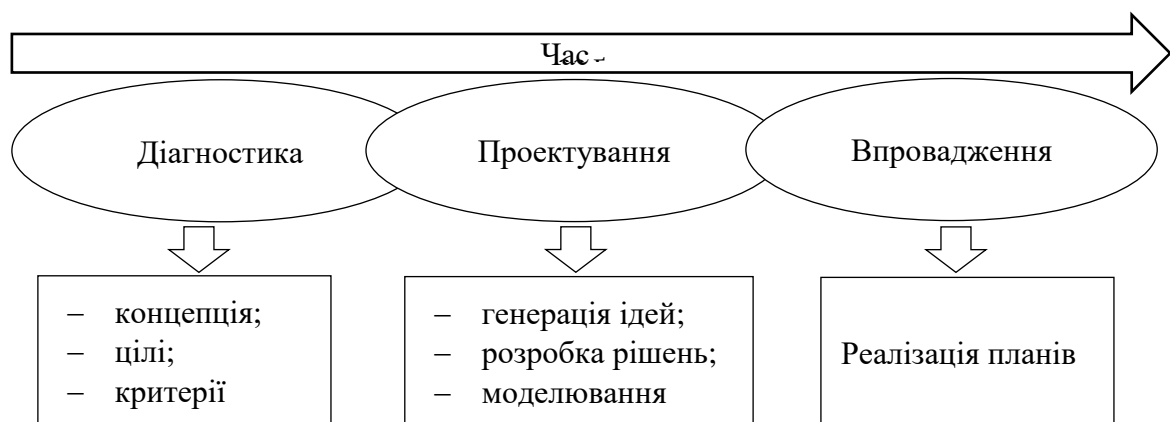 Час
Діагностика
Проектування
Впровадження
– концепція;
– цілі;
– критерії
– генерація ідей;
– розробка рішень;
– моделювання
Реалізація планів